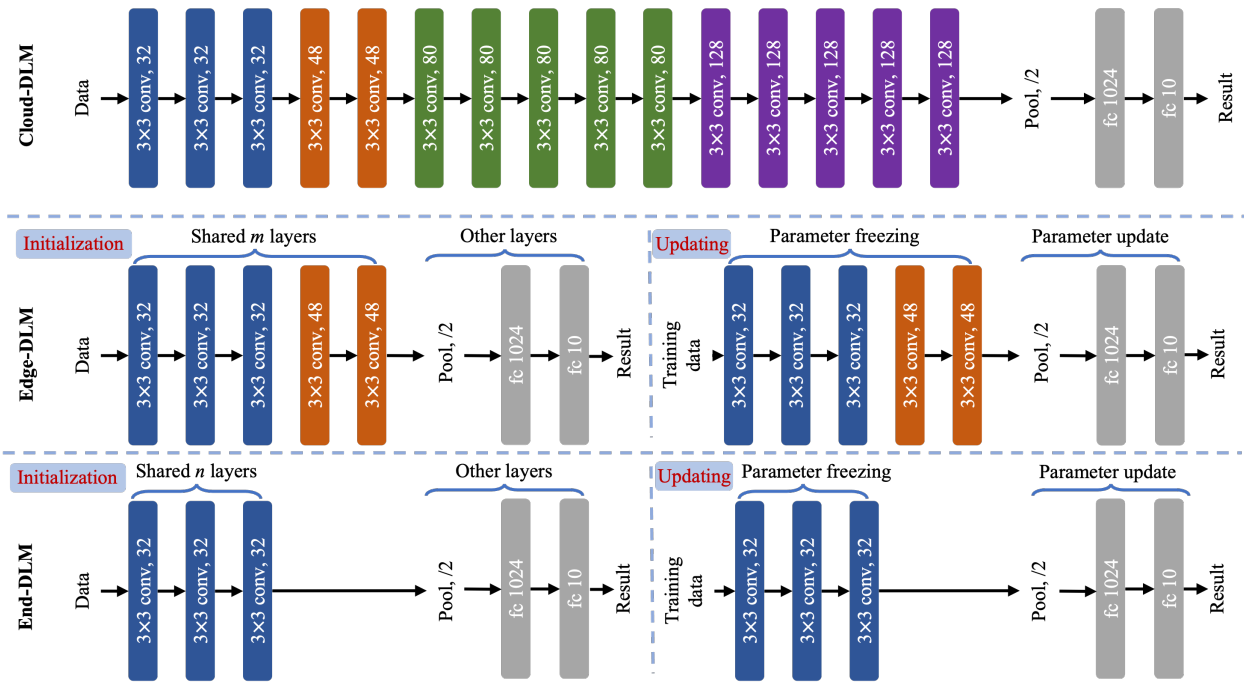 Cloud-DLM
Data
3×3 conv, 32
3×3 conv, 32
3×3 conv, 32
3×3 conv, 48
3×3 conv, 48
3×3 conv, 80
3×3 conv, 80
3×3 conv, 80
3×3 conv, 80
3×3 conv, 80
3×3 conv, 128
3×3 conv, 128
3×3 conv, 128
3×3 conv, 128
3×3 conv, 128
Pool, /2
fc 1024
fc 10
Result
Edge-DLM
Initialization
Shared m layers
Other layers
Data
3×3 conv, 32
3×3 conv, 32
3×3 conv, 32
3×3 conv, 48
3×3 conv, 48
Pool, /2
fc 1024
fc 10
Result
Updating
Parameter freezing
Parameter update
Training
data
3×3 conv, 32
3×3 conv, 32
3×3 conv, 32
3×3 conv, 48
3×3 conv, 48
Pool, /2
fc 1024
fc 10
Result
End-DLM
Initialization
Shared n layers
Other layers
Data
3×3 conv, 32
3×3 conv, 32
3×3 conv, 32
Pool, /2
fc 1024
fc 10
Result
Updating
Parameter freezing
Parameter update
Training
data
3×3 conv, 32
3×3 conv, 32
3×3 conv, 32
Pool, /2
fc 1024
fc 10
Result